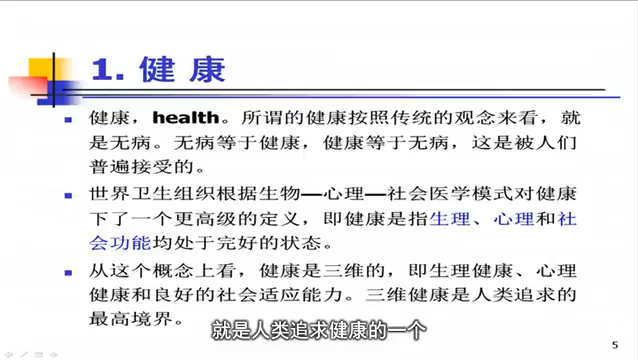 1. 健 康
健康，health。所谓的健康按照传统的观念来看，就
是无病。无病等于健康，健康等于无病，这是被人们
普遍接受的。
世界卫生组织根据生物—心理—社会医学模式对健康
下了一个更高级的定义，即健康是指生理、心理和社
会功能均处于完好的状态。
从这个概念上看，健康是三维的，即生理健康、心理
健康和良好的社会适应能力。三维健康是人类追求的
最高境界。
就是人类追求健康的一个
5